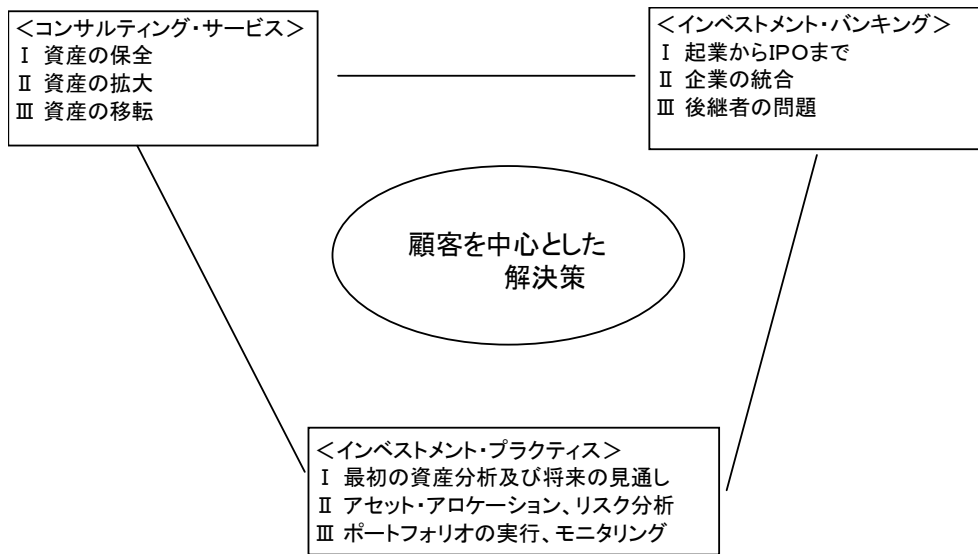 ＜コンサルティング・サービス＞
Ⅰ 資産の保全
Ⅱ 資産の拡大
Ⅲ 資産の移転
＜インベストメント・バンキング＞
Ⅰ 起業からIPOまで
Ⅱ 企業の統合
Ⅲ 後継者の問題
顧客を中心とした
解決策
＜インベストメント・プラクティス＞
Ⅰ 最初の資産分析及び将来の見通し
Ⅱ アセット・アロケーション、リスク分析
Ⅲ ポートフォリオの実行、モニタリング